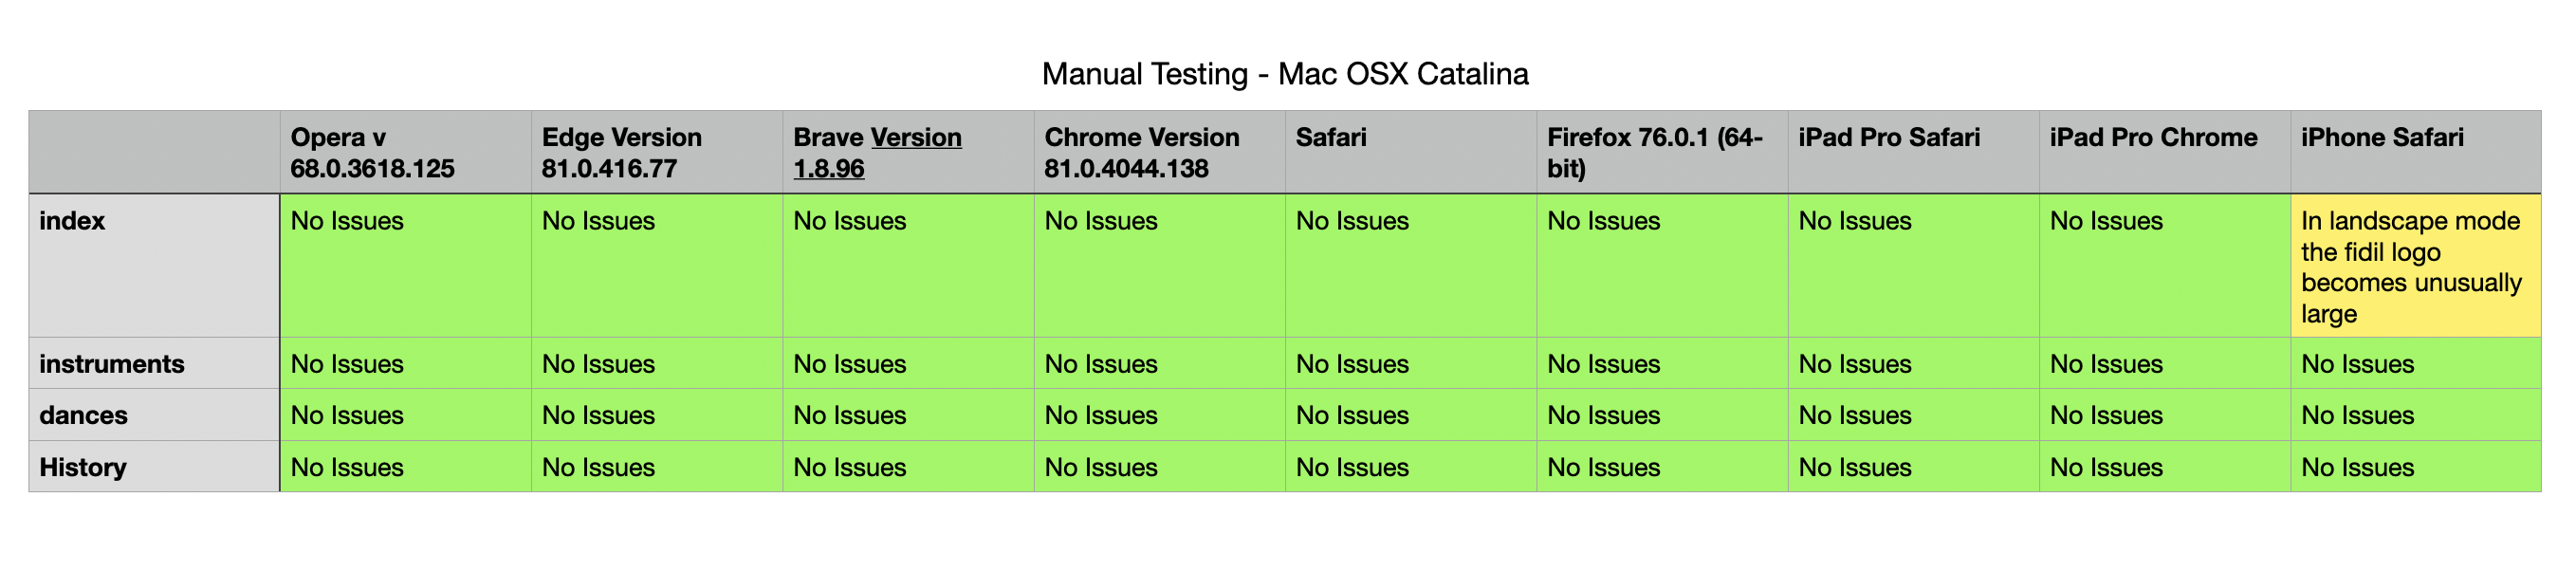 Manual Testing - Mac OSX Catalina
Opera v 68.0.3618.125 Edge Version 81.0.416.77 Brave Version 1.8.96 Chrome Version 81.0.4044.138 Safari Firefox 76.0.1 (64-bit) iPad Pro Safari iPad Pro Chrome iPhone Safari
index No Issues No Issues No Issues No Issues No Issues No Issues No Issues No Issues In landscape mode the fidil logo becomes unusually large
instruments No Issues No Issues No Issues No Issues No Issues No Issues No Issues No Issues No Issues
dances No Issues No Issues No Issues No Issues No Issues No Issues No Issues No Issues No Issues
History No Issues No Issues No Issues No Issues No Issues No Issues No Issues No Issues No Issues